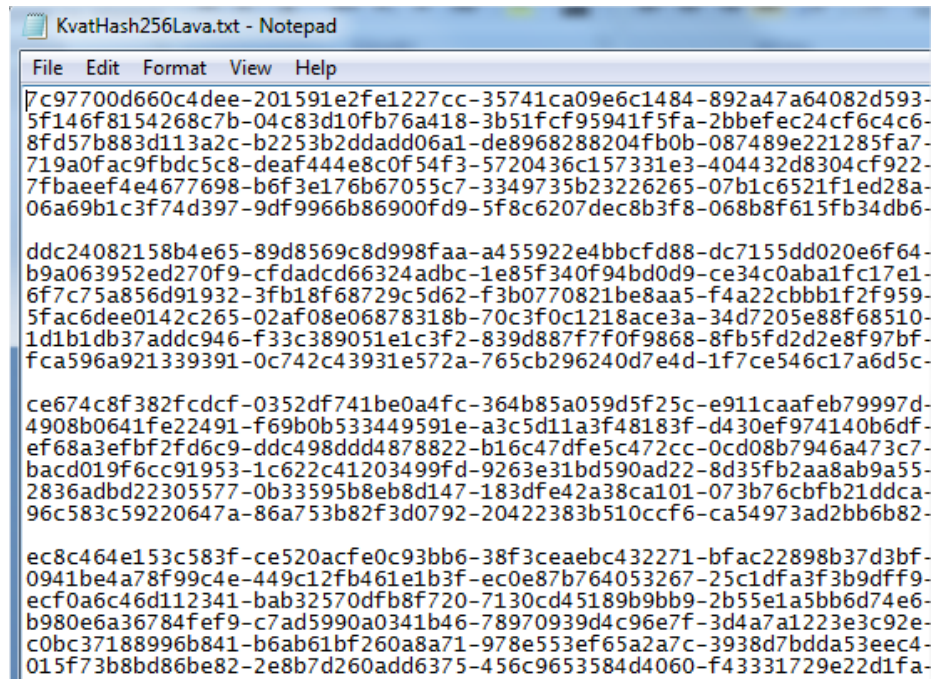 KvatHash256Lava.txt - Notepad
File Edit Format View Help
7c97700d660c4dee-201591e2fe1227cc-35741ca09e6c1484-892a47a64082d593-
5f146f8154268c7b-04c83d10fb76a418-3b51fcf95941f5fa-2bbefec24cf6c4c6-
8fd57b883d113a2c-b2253b2ddadd06a1-de8968288204fb0b-087489e221285fa7-
719a0fac9fbdc5c8-deaf444e8c0f54f3-5720436c157331e3-404432d8304cf922-
7fbaeef4e4677698-b6f3e176b67055c7-3349735b23226265-07b1c6521f1ed28a-
06a69b1c3f74d397-9df9966b86900fd9-5f8c6207dec8b3f8-068b8f615fb34db6-
ddc24082158b4e65-89d8569c8d998faa-a455922e4bbcfd88-dc7155dd020e6f64-
b9a063952ed270f9-cfdadcd66324adbc-1e85f340f94bd0d9-ce34c0aba1fc17e1-
6f7c75a856d91932-3fb18f68729c5d62-f3b0770821be8aa5-f4a22cbbb1f2f959-
5fac6dee0142c265-02af08e06878318b-70c3f0c1218ace3a-34d7205e88f68510-
1d1b1db37addc946-f33c389051e1c3f2-839d887f7f0f9868-8fb5fd2d2e8f97bf-
fca596a921339391-0c742c43931e572a-765cb296240d7e4d-1f7ce546c17a6d5c-
ce674c8f382fcdcf-0352df741be0a4fc-364b85a059d5f25c-e911caafeb79997d-
4908b0641fe22491-f69b0b533449591e-a3c5d11a3f48183f-d430ef974140b6df-
ef68a3efbf2fd6c9-ddc498ddd4878822-b16c47dfe5c472cc-0cd08b7946a473c7-
bacd019f6cc91953-1c622c41203499fd-9263e31bd590ad22-8d35fb2aa8ab9a55-
2836adbd22305577-0b33595b8eb8d147-183dfe42a38ca101-073b76cbfb21ddca-
96c583c59220647a-86a753b82f3d0792-20422383b510ccf6-ca54973ad2bb6b82-
ec8c464e153c583f-ce520acfe0c93bb6-38f3ceaebc432271-bfac22898b37d3bf-
0941be4a78f99c4e-449c12fb461e1b3f-ec0e87b764053267-25c1dfa3f3b9dff9-
ecf0a6c46d112341-bab32570dfb8f720-7130cd45189b9bb9-2b55e1a5bb6d74e6-
b980e6a36784fef9-c7ad5990a0341b46-78970939d4c96e7f-3d4a7a1223e3c92e-
c0bc37188996b841-b6ab61bf260a8a71-978e553ef65a2a7c-3938d7bdda53eec4-
015f73b8bd86be82-2e8b7d260add6375-456c9653584d4060-f43331729e22d1fa-